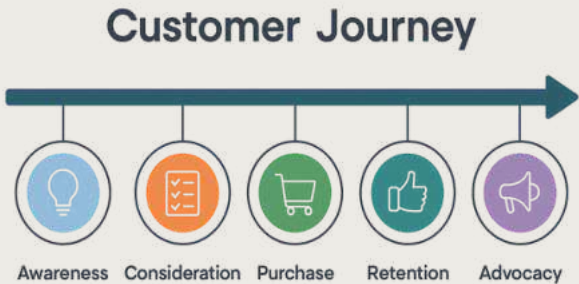 Customer Journey
Awareness Consideration Purchase Retention Advocacy